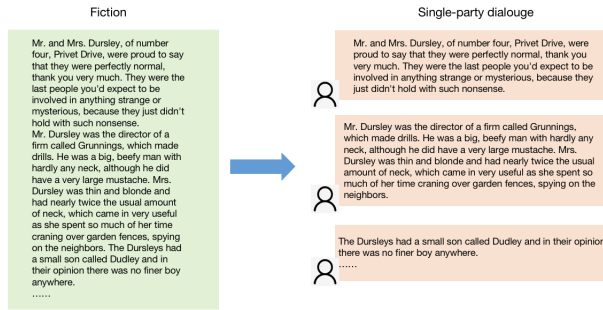 Fiction
Mr. and Mrs. Dursley, of number
four, Privet Drive, were proud to say
that they were perfectly normal,
thank you very much. They were the
last people you'd expect to be
involved in anything strange or
mysterious, because they just didn't
hold with such nonsense.
Mr. Dursley was the director of a
firm called Grunnings, which made
drills. He was a big, beefy man with
hardly any neck, although he did
have a very large mustache. Mrs.
Dursley was thin and blonde and
had nearly twice the usual amount
of neck, which came in very useful
as she spent so much of her time
craning over garden fences, spying
on the neighbors. The Dursleys had
a small son called Dudley and in
their opinion there was no finer boy
anywhere.
……
Single-party dialouge
Mr. and Mrs. Dursley, of number four, Privet Drive, were
proud to say that they were perfectly normal, thank you
very much. They were the last people you'd expect to be
involved in anything strange or mysterious, because they
just didn't hold with such nonsense.
Mr. Dursley was the director of a firm called Grunnings,
which made drills. He was a big, beefy man with hardly any
neck, although he did have a very large mustache. Mrs.
Dursley was thin and blonde and had nearly twice the usual
amount of neck, which came in very useful as she spent so
much of her time craning over garden fences, spying on the
neighbors.
The Dursleys had a small son called Dudley and in their opinion
there was no finer boy anywhere.
……